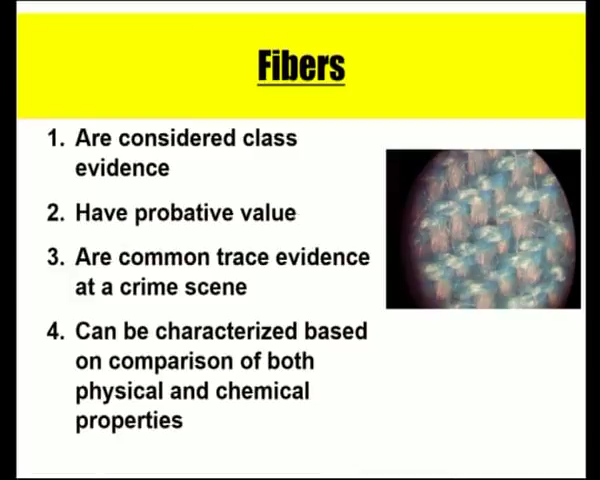 Fibers
1. Are considered class
evidence
2. Have probative value
3. Are common trace evidence
at a crime scene
4. Can be characterized based
on comparison of both
physical and chemical
properties